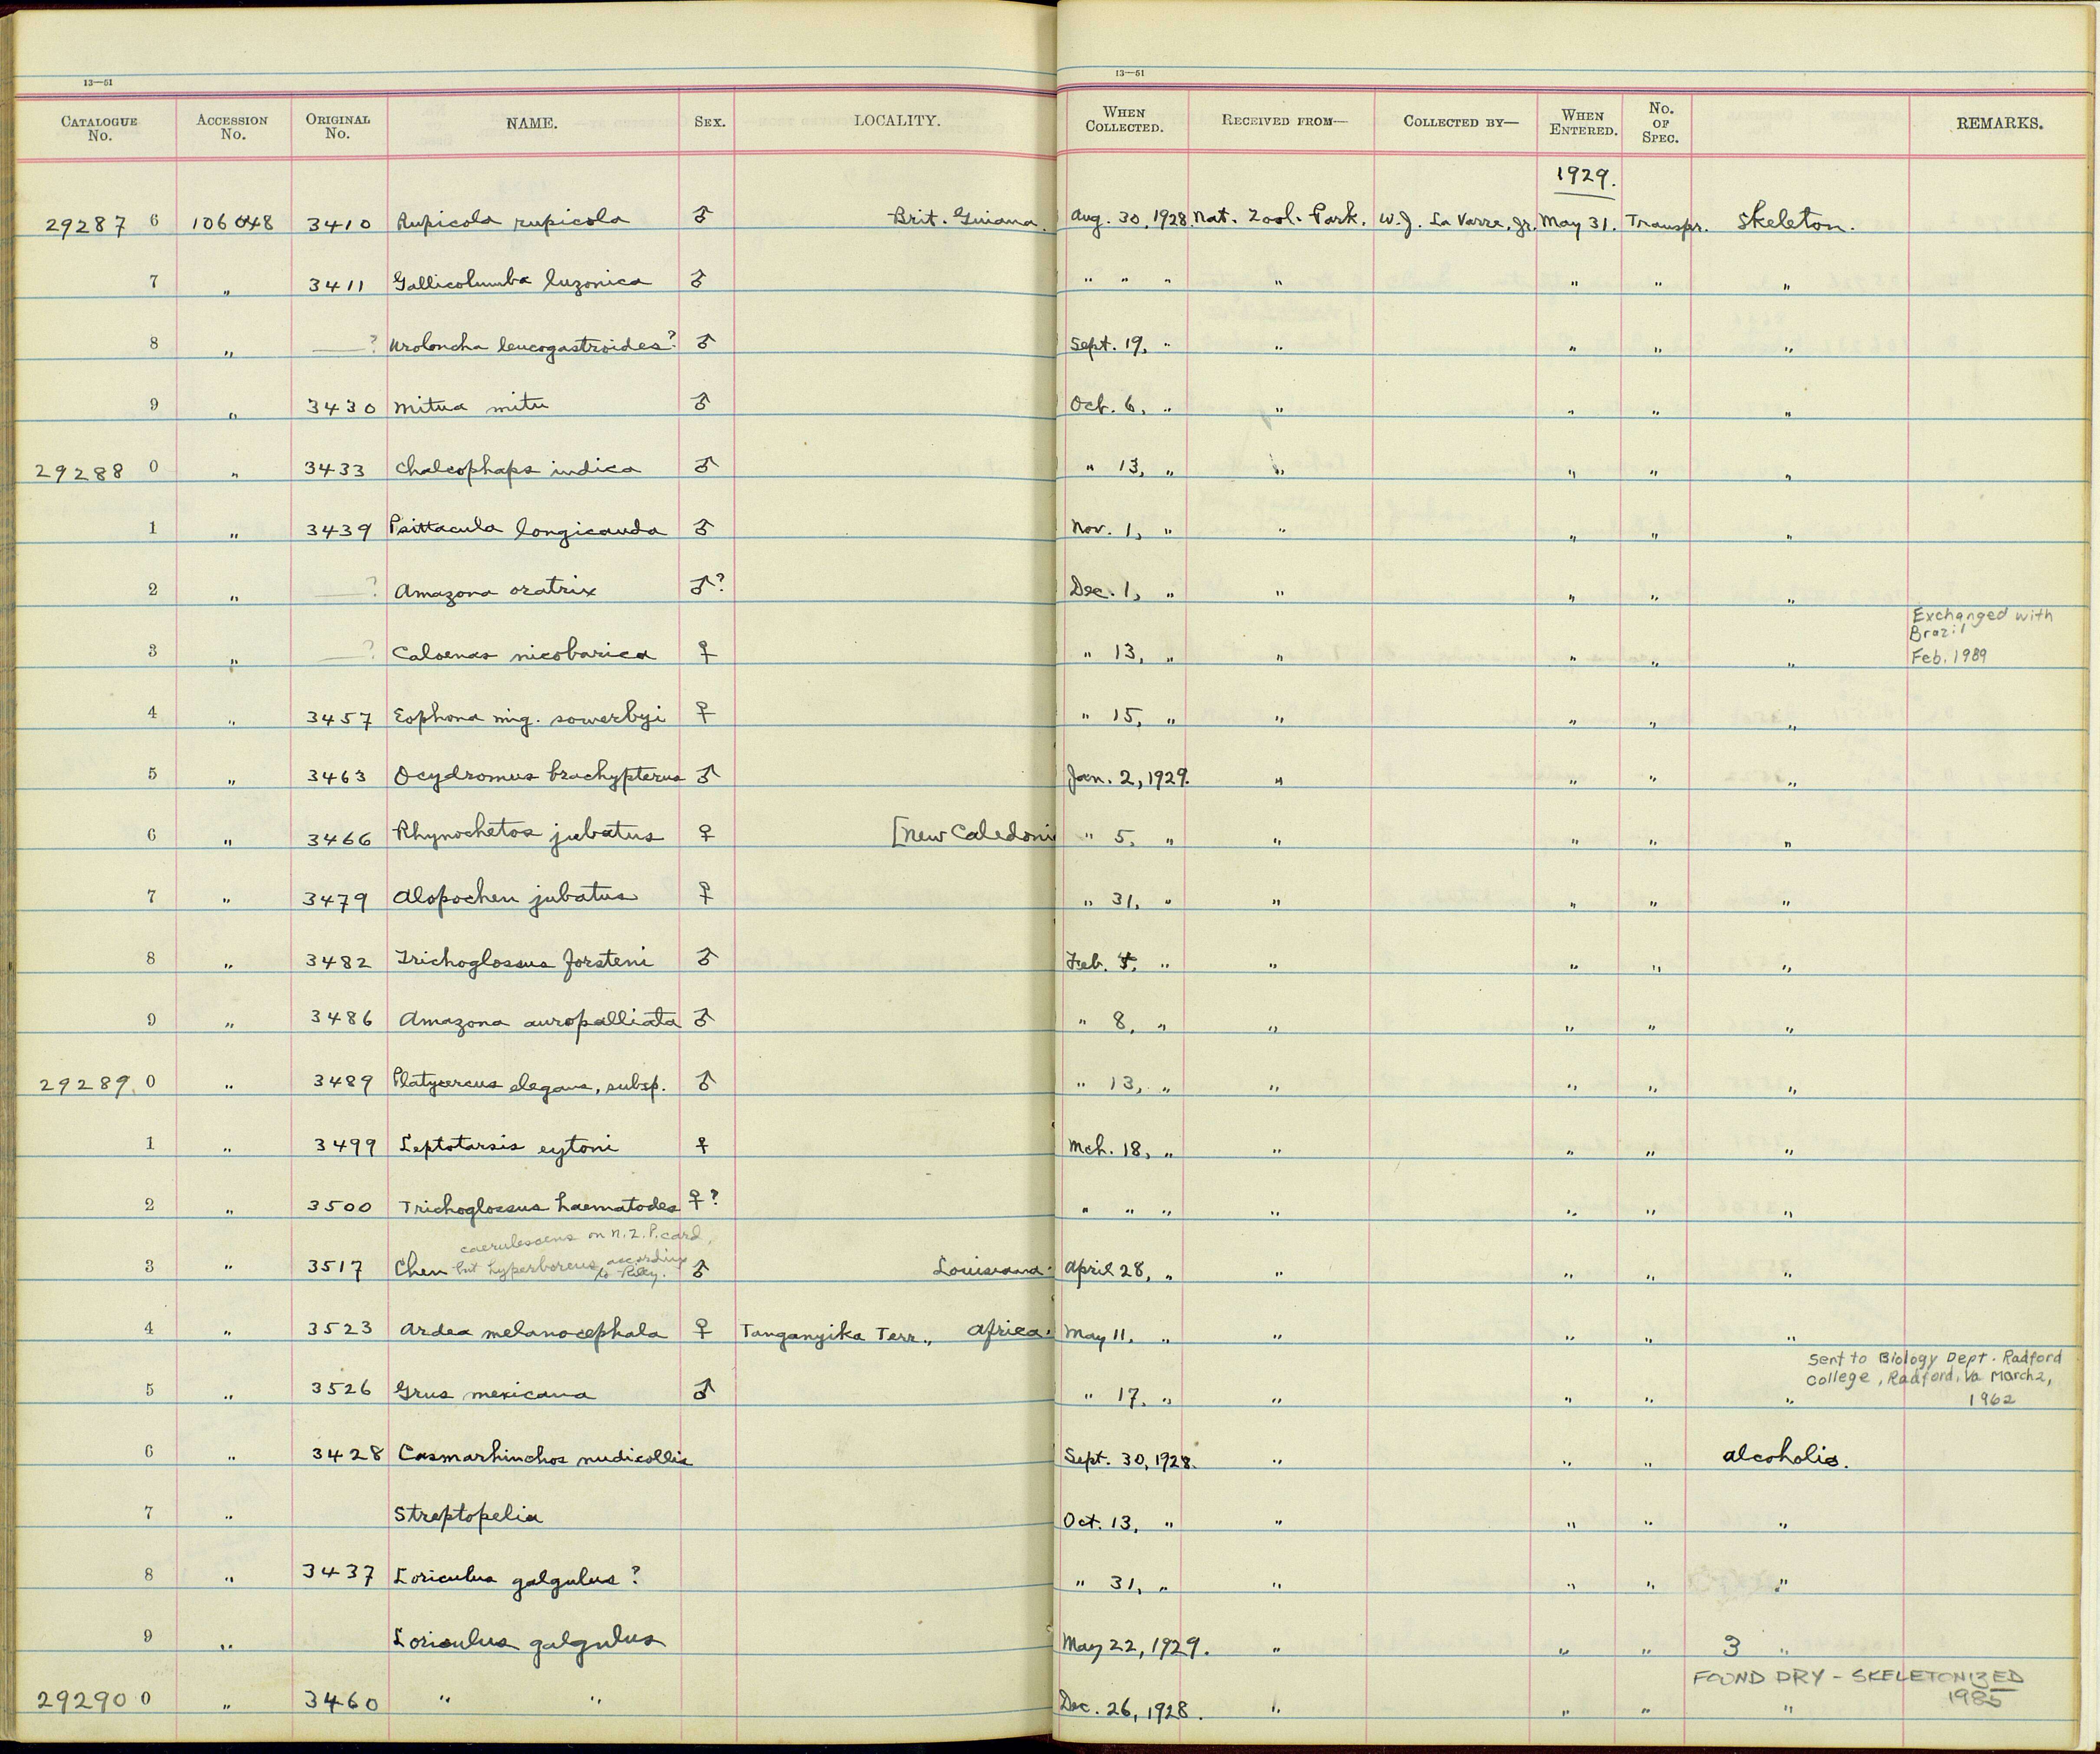 13—51
13—51
CATALOGUE No. ACCESSION No. ORIGINAL No. NAME. SEX. LOCALITY. WHEN COLLECTED. RECEIVED FROM— COLLECTED BY— WHEN ENTERED. No. OF SPEC. REMARKS.
1929.
29287 6 106048 3410 Rupicola rupicola ♂ Brit. Guiana. Aug. 30, 1928. Nat. Zool. Park. W. J. La Varre, Jr. May 31. Transfr. Skeleton.
7 " 3411 Gallicolumba luzonica ♂ " " " " " " "
8 " —? Uroloncha leucogastroides? ♂ Sept. 19, " " " " "
9 " 3430 Mitua mitu ♂ Oct. 6, " " " " "
29288 0 " 3433 Chalcophaps indica ♂ " 13, " " " " "
1 " 3439 Psittacula longicauda ♂ Nov. 1, " " " " "
2 " —? Amazona oratrix ♂? Dec. 1, " " " " "
3 " —? Caloenas nicobarica ♀ " 13, " " " " " Exchanged with Brazil Feb. 1989
4 " 3457 Eophona mig. sowerbyi ♀ " 15, " " " " "
5 " 3463 Ocydromus brachypterus ♂ Jan. 2, 1929. " " " "
6 " 3466 Rhynochetos jubatus ♀ [New Caledoni " 5, " " " " "
7 " 3479 Alopochen jubatus ♀ " 31, " " " " "
8 " 3482 Trichoglossus forsteni ♂ Feb. " " " " "
9 " 3486 Amazona auropalliata ♂ " 8, " " " " "
29289 0 " 3489 Platycercus elegans, subsp. ♂ " 13, " " " " "
1 " 3499 Leptotarsis eytoni ♀ Mch. 18, " " " " "
2 " 3500 Trichoglossus haematodes ♀? " " " " " " "
caerulescens on N.Z.P. card,
3 " 3517 Chen but hyperboreus according to Riley. ♂ Louisiana. April 28, " " " " "
4 " 3523 Ardea melanocephala ♀ Tanganyika Terr., Africa. May 11, " " " " "
Sent to Biology Dept. Radford
College, Radford, Va March 2,
5 " 3526 Grus mexicana ♂ " 17, " " " " " 1962
6 " 3428 Casmarhinchos nudicollis Sept. 30, 1928. " " " alcoholic.
7 " Streptopelia Oct. 13, " " " " "
8 " 3437 Loriculus galgulus? " 31, " " " " "
9 " Loriculus galgulus May 22, 1929. " " " 3 "
FOUND DRY - SKELETONIZED
29290 0 " 3460 " " Dec. 26, 1928. " " " " 1985